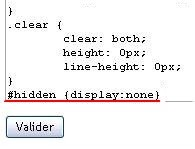 }
.clear {
clear: both;
height: 0px;
line-height: 0px;
}
#hidden {display:none}
Valider